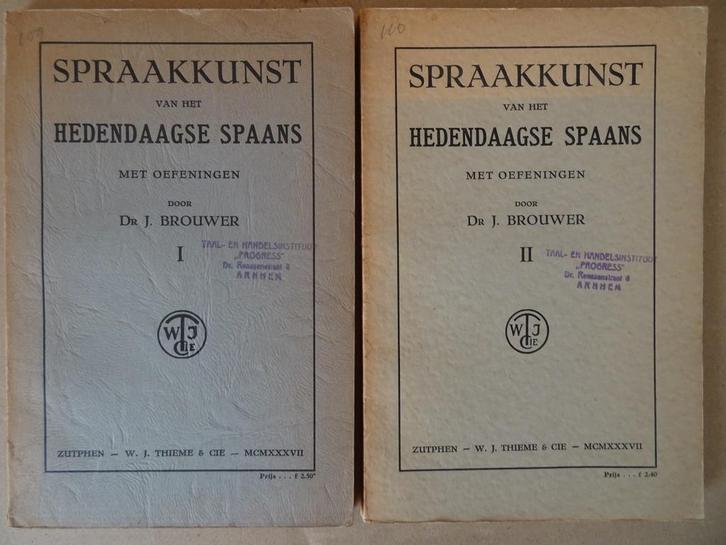 109
SPRAAKKUNST
VAN HET
HEDENDAAGSE SPAANS
MET OEFENINGEN
DOOR
DR J. BROUWER
I
TAAL- EN HANDELSINSTITUUT
„PROGRESS"
ARNHEM
W T J
CIE
ZUTPHEN — W. J. THIEME & CIE — MCMXXXVII
Prijs . . . f 2.50*
110
SPRAAKKUNST
VAN HET
HEDENDAAGSE SPAANS
MET OEFENINGEN
DOOR
DR J. BROUWER
II
TAAL- EN HANDELSINSTITUUT
„PROGRESS"
ARNHEM
W T J
CIE
ZUTPHEN — W. J. THIEME & CIE — MCMXXXVII
Prijs . . . f 2.40